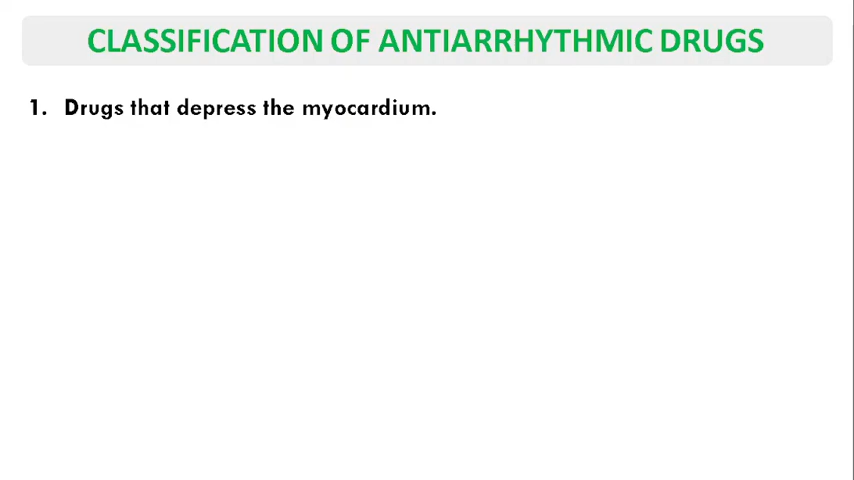 CLASSIFICATION OF ANTIARRHYTHMIC DRUGS
1. Drugs that depress the myocardium.